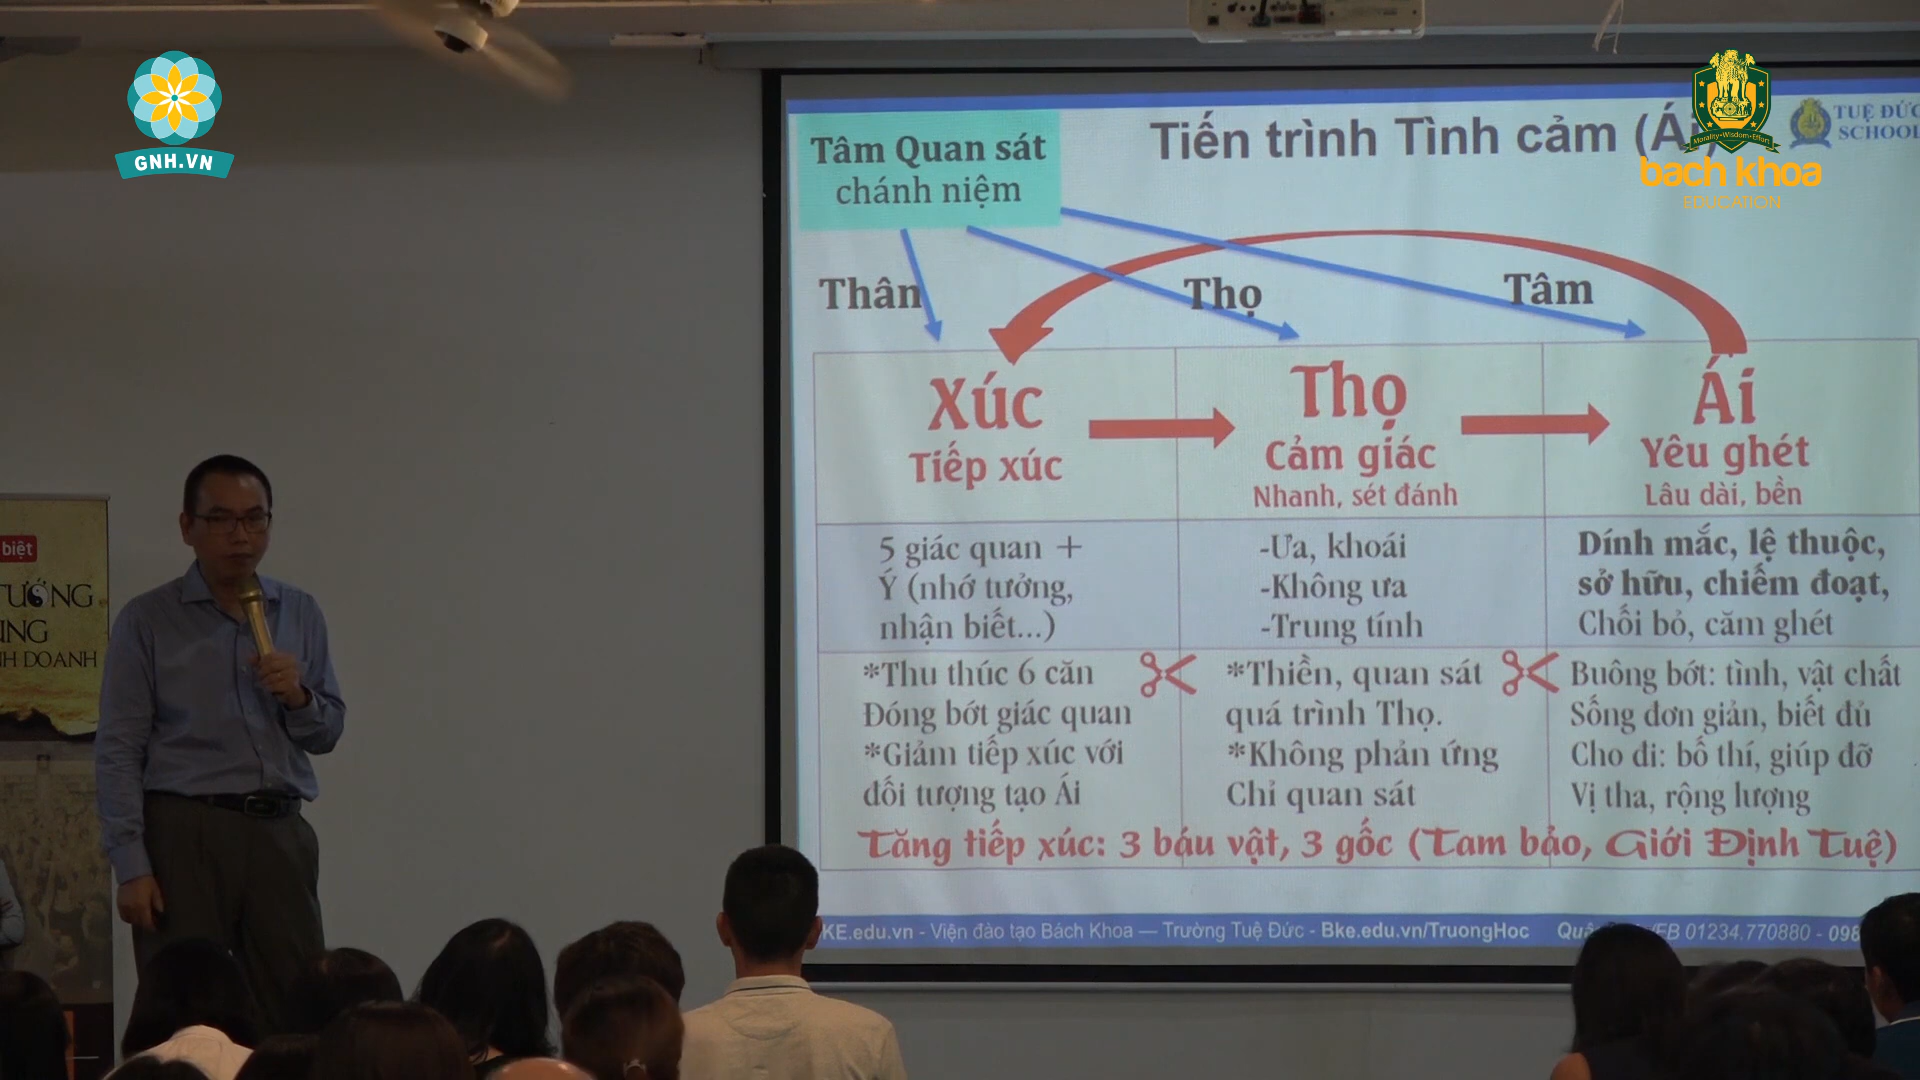 GNH.VN
biệt
TƯỚNG
H DOANH
Tâm Quan sát
chánh niệm
Tiến trình Tình cảm (Ái)
TUỆ ĐỨC
SCHOOL
Morality-Wisdom-Effort
bach khoa
EDUCATION
Thân
Thọ
Tâm
Xúc
Tiếp xúc
Thọ
Cảm giác
Nhanh, sét đánh
Ái
Yêu ghét
Lâu dài, bền
5 giác quan +
Ý (nhớ tưởng,
nhận biết...)
-Ưa, khoái
-Không ưa
-Trung tính
Dính mắc, lệ thuộc,
sở hữu, chiếm đoạt,
Chối bỏ, căm ghét
*Thu thúc 6 căn
Đóng bớt giác quan
*Giảm tiếp xúc với
đối tượng tạo Ái
*Thiền, quan sát
quá trình Thọ.
*Không phản ứng
Chỉ quan sát
Buông bớt: tình, vật chất
Sống đơn giản, biết đủ
Cho đi: bố thí, giúp đỡ
Vị tha, rộng lượng
Tăng tiếp xúc: 3 báu vật, 3 gốc (Tam bảo, Giới Định Tuệ)
KE.edu.vn - Viện đào tạo Bách Khoa — Trường Tuệ Đức - Bke.edu.vn/TruongHoc /FB 01234.770880 - 098